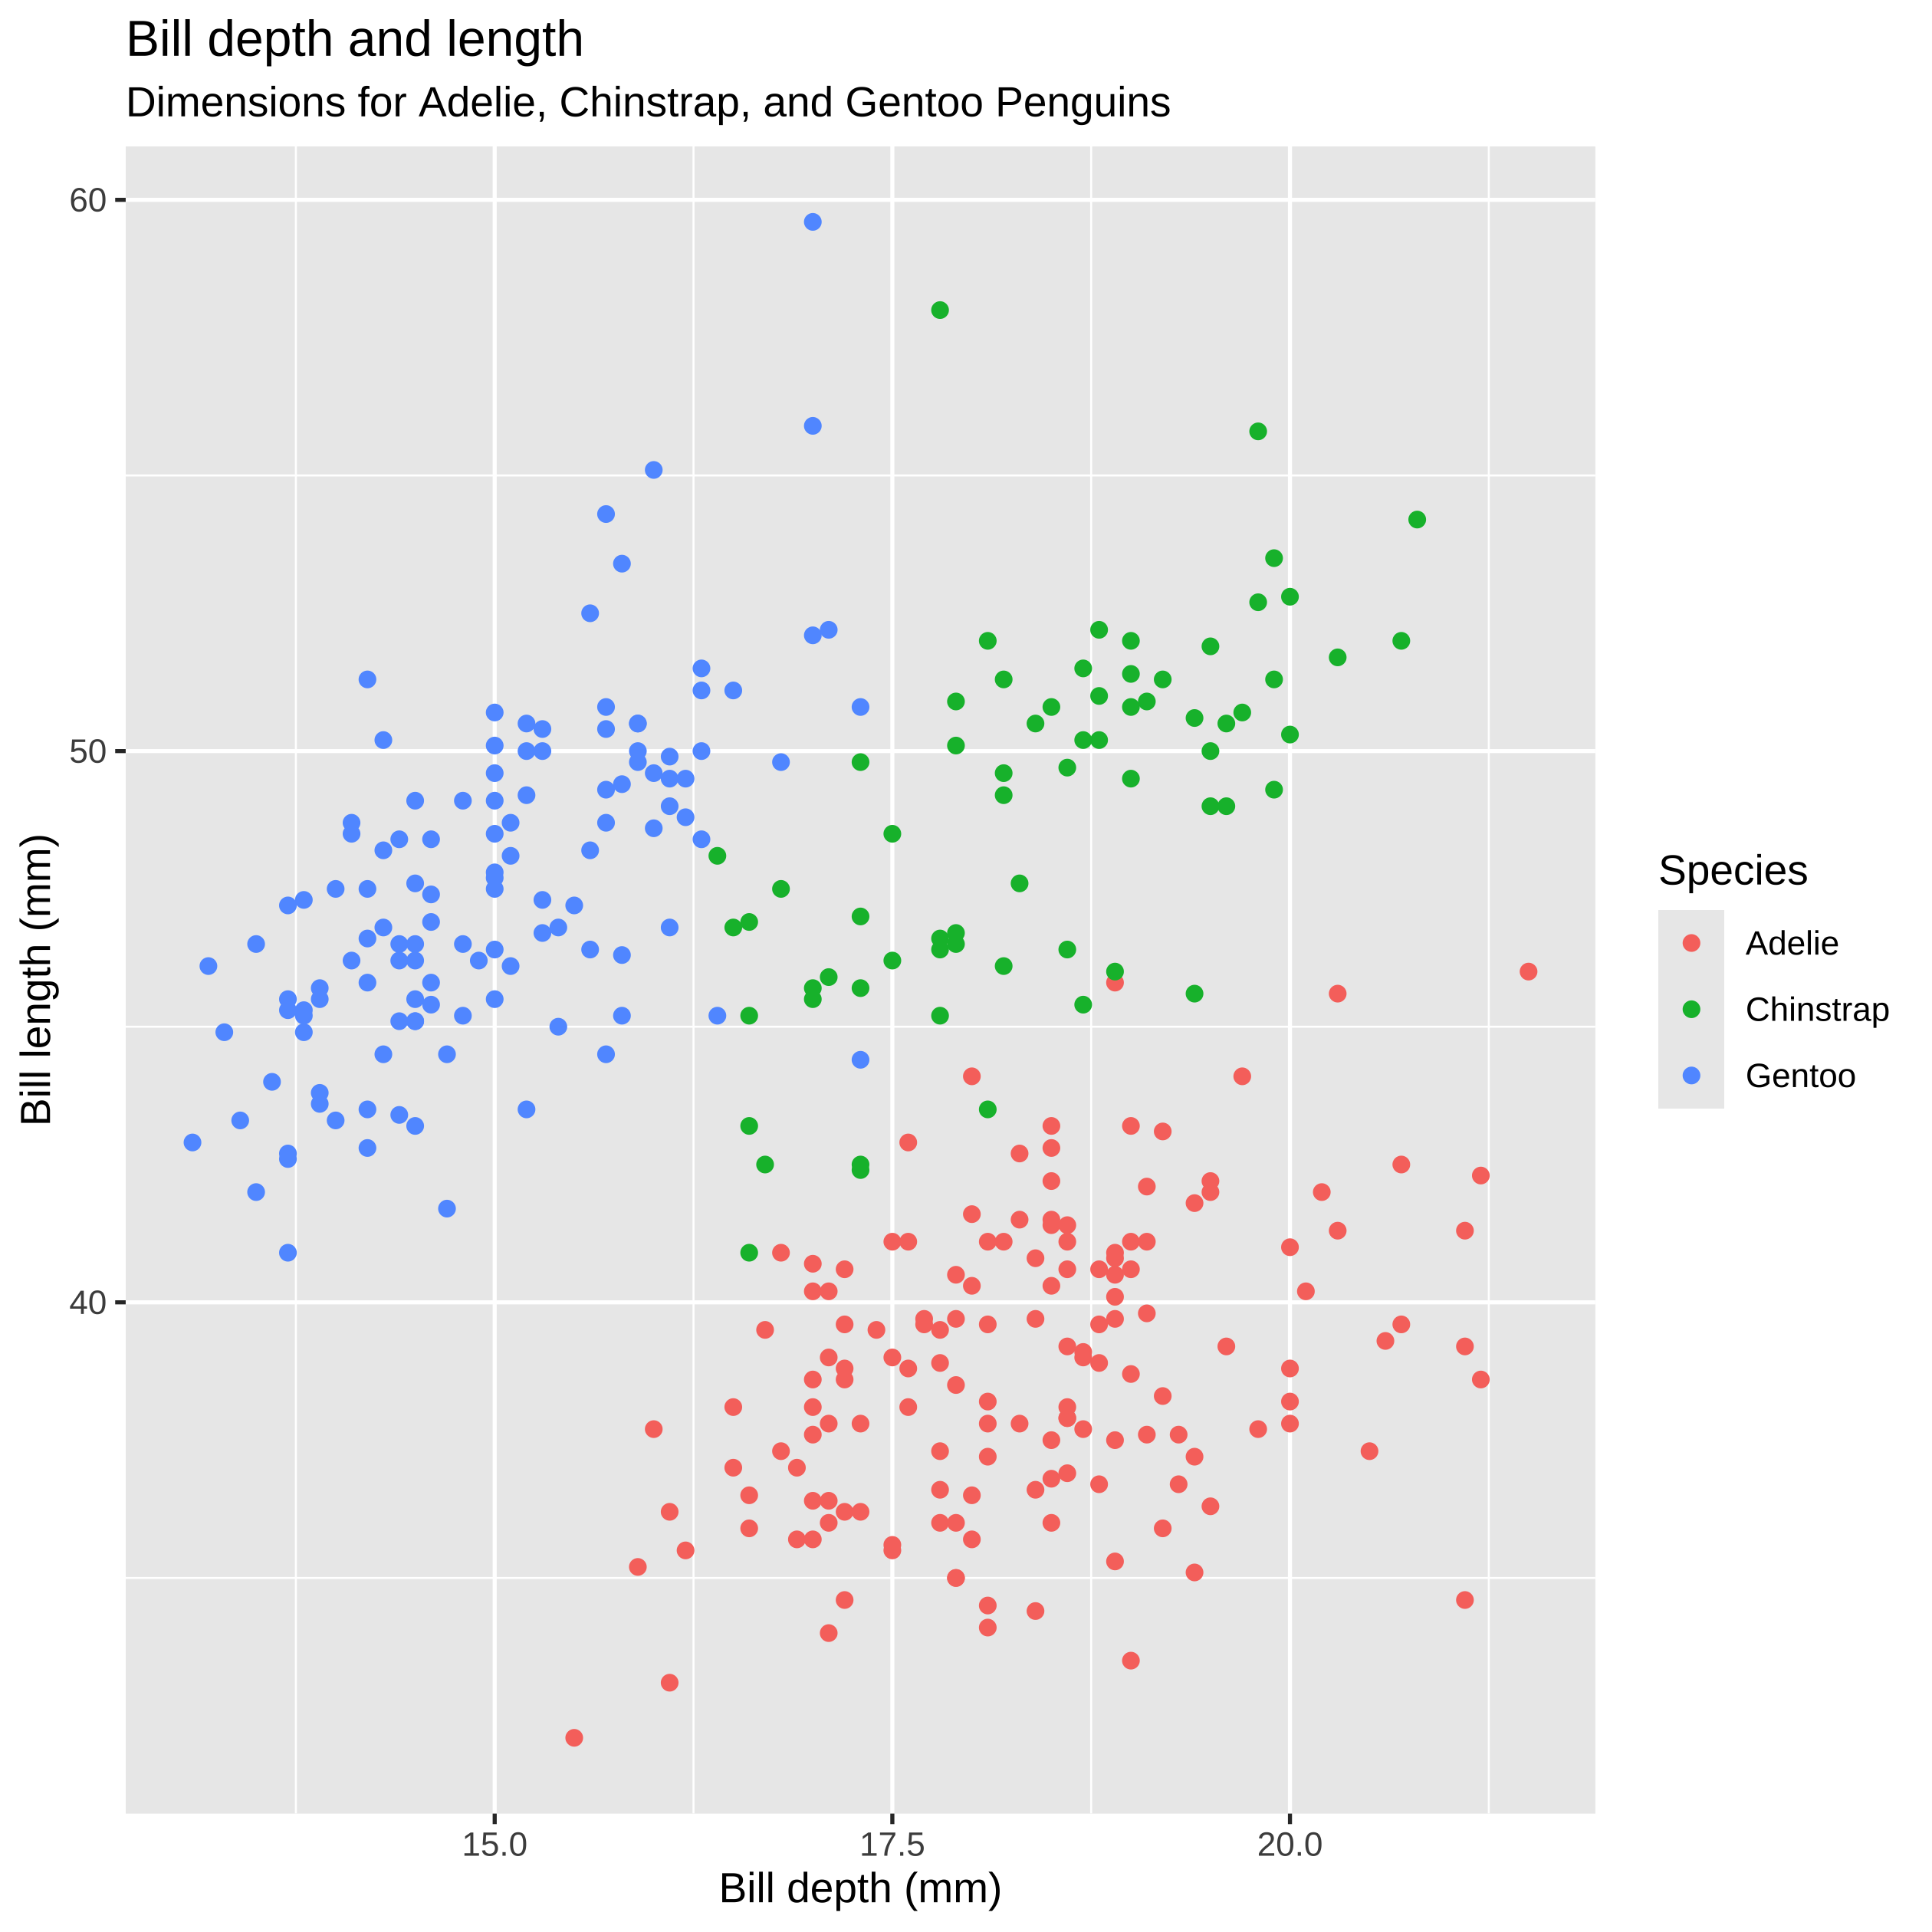 Bill depth and length
Dimensions for Adelie, Chinstrap, and Gentoo Penguins
60
50
40
Bill length (mm)
15.0
17.5
20.0
Bill depth (mm)
Species
Adelie
Chinstrap
Gentoo